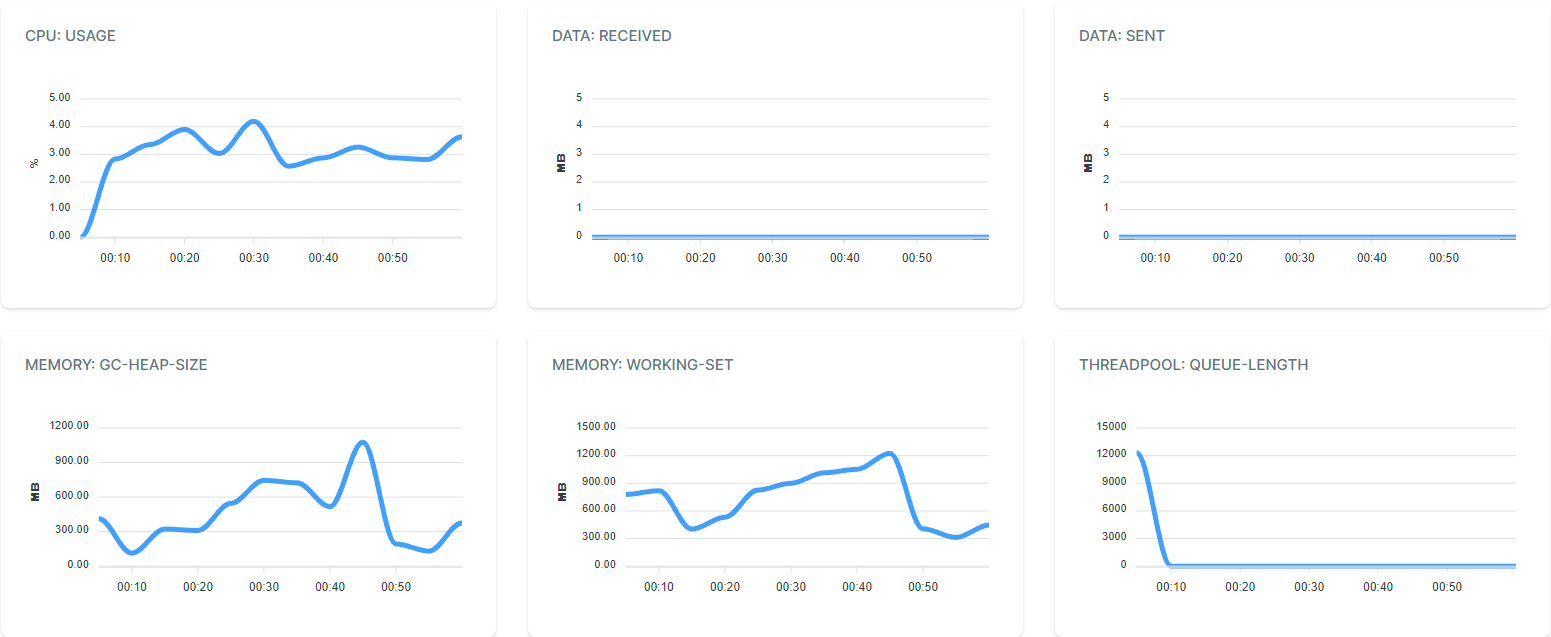 CPU: USAGE
5.00
4.00
3.00
2.00
1.00
0.00
%
00:10 00:20 00:30 00:40 00:50
DATA: RECEIVED
5
4
3
2
1
0
MB
00:10 00:20 00:30 00:40 00:50
DATA: SENT
5
4
3
2
1
0
MB
00:10 00:20 00:30 00:40 00:50
MEMORY: GC-HEAP-SIZE
1200.00
900.00
600.00
300.00
0.00
MB
00:10 00:20 00:30 00:40 00:50
MEMORY: WORKING-SET
1500.00
1200.00
900.00
600.00
300.00
0.00
MB
00:10 00:20 00:30 00:40 00:50
THREADPOOL: QUEUE-LENGTH
15000
12000
9000
6000
3000
0
00:10 00:20 00:30 00:40 00:50